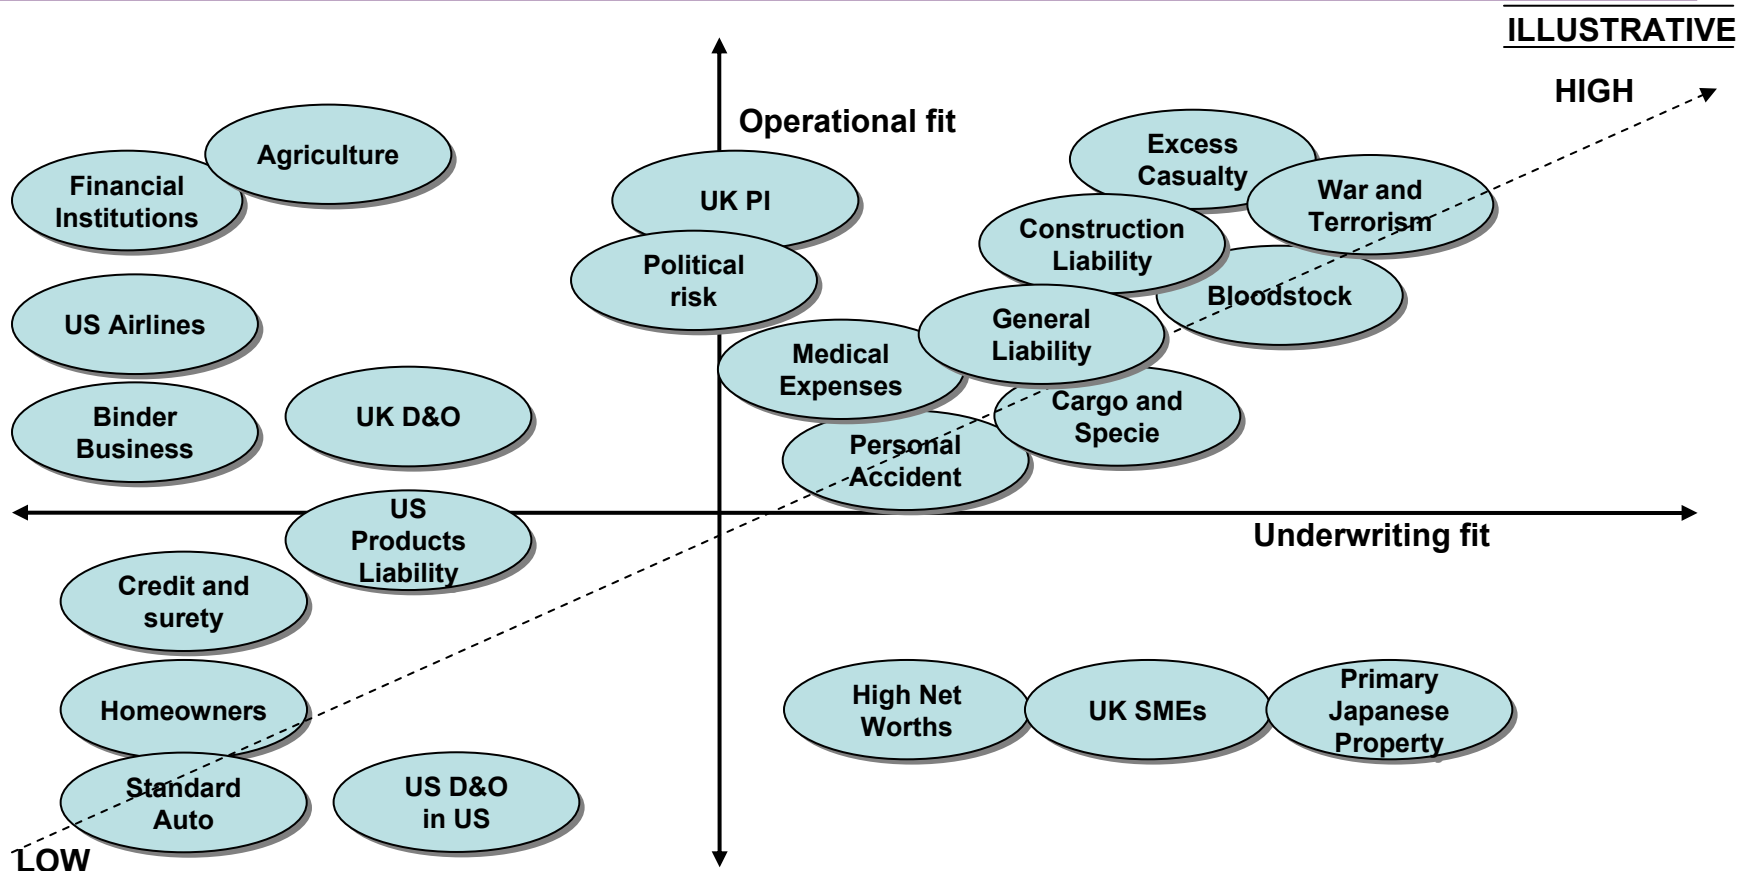 ILLUSTRATIVE
HIGH
Operational fit
Agriculture
Financial
Institutions
UK PI
Excess
Casualty
War and
Terrorism
Construction
Liability
Political
risk
Bloodstock
US Airlines
General
Liability
Medical
Expenses
Binder
Business
UK D&O
Cargo and
Specie
Personal
Accident
US
Products
Liability
Underwriting fit
Credit and
surety
Homeowners
High Net
Worths
UK SMEs
Primary
Japanese
Property
Standard
Auto
US D&O
in US
LOW